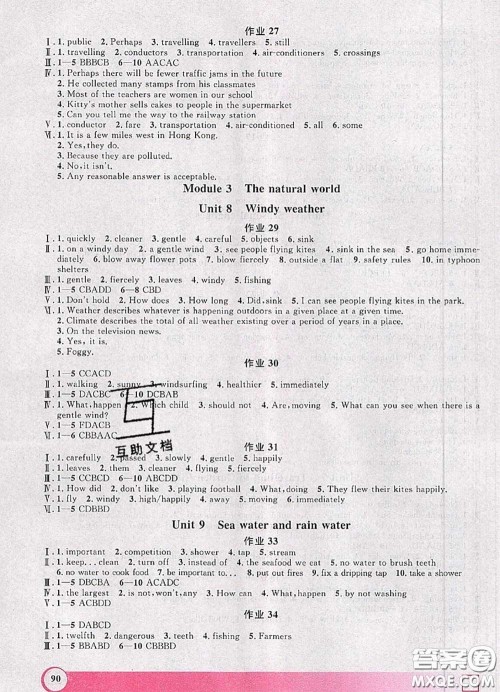 作业 27
Ⅰ. 1. public 2. Perhaps 3. travelling 4. travellers 5. still
Ⅱ. 1. travelling 2. traffic 3. transportation 4. air-conditioners 5. crossings
Ⅲ. 1—5 BBBCB 6—10 AACAC
Ⅳ. 1. Perhaps there will be fewer traffic jams in the future
2. He collected many stamps from his classmates
3. Most of the teachers are women in our school
4. Kitty's mother sells cakes to people in the supermarket
5. Can you tell me the way to the railway station
Ⅴ. 1. conductor 2. fare 3. transportation 4. air-conditioned 5. all 6. some
Ⅵ. 1. It is a few miles west in Hong Kong.
2. Yes, they do.
3. Because they are polluted.
4. No, it isn't.
5. Any reasonable answer is acceptable.
Module 3 The natural world
Unit 8 Windy weather
作业 29
Ⅰ. 1. quickly 2. cleaner 3. gentle 4. careful 5. objects 6. sink
Ⅱ. 1. on a windy day 2. a gentle wind 3. see people flying kites 4. sink in the sea 5. go home imme-
diately 6. blow gently 7. blow fiercely 8. outside a flat 9. safety rules 10. in typhoon
shelters
Ⅲ. 1. gentle 2. fiercely 3. leaves 4. windy 5. fishing
Ⅳ. 1—5 CBADD 6—8 CBD
Ⅴ. 1. Don't hold 2. How does 3. How long 4. Did, sink 5. I can see people flying kites in the park.
Ⅵ. 1. Weather describes whatever is happening outdoors in a given place at a given time.
2. Climate describes the total of all weather existing over a period of years in a place.
3. On the television news.
4. Yes, it is.
5. Foggy.
作业 30
Ⅰ. 1—5 CCACD
Ⅱ. 1. walking 2. sunny 3. windsurfing 4. healthier 5. immediately
Ⅲ. 1—5 DACBC 6—10 DCBAB
Ⅳ. 1. What, happen 2. Which child 3. should not 4. Are, moving 5. What can you see when there is a
gentle wind?
Ⅴ. 1—5 FDACB
Ⅵ. 1—6 CBBAAC
作业 31
Ⅰ. 1. carefully 2. passed 3. slowly 4. gentle 5. happily
Ⅱ. 1. leaves 2. them 3. cleaner 4. flying 5. fiercely
Ⅲ. 1—5 CCBCD 6—10 DDCBB
Ⅳ. 1. How did 2. don't like 3. playing football 4. What, doing 5. They flew their kites happily.
Ⅴ. 1. fly 2. windy 3. high/happily 4. away 5. slowly
Ⅵ. 1—5 CDBBD
Unit 9 Sea water and rain water
作业 33
Ⅰ. 1. important 2. competition 3. shower 4. tap 5. stream
Ⅱ. 1. keep... clean 2. turn off 3. instead of 4. the seafood we eat 5. no water to brush teeth
6. no water to cook food 7. be important to... 8. put out fires 9. fix a dripping tap 10. take a shower
Ⅲ. 1—5 DBCBA 6—10 ACADC
Ⅳ. 1. the largest 2. is not, won't, any 3. How can 4. have to 5. by not washing
Ⅴ. 1—5 ACBDD
作业 34
Ⅰ. 1—5 DABCD
Ⅱ. 1. twelfth 2. dangerous 3. teeth 4. fishes 5. Farmers
Ⅲ. 1—5 BBABD 6—10 CBBDD
90
互助文档
答案圈
MXQE.COM